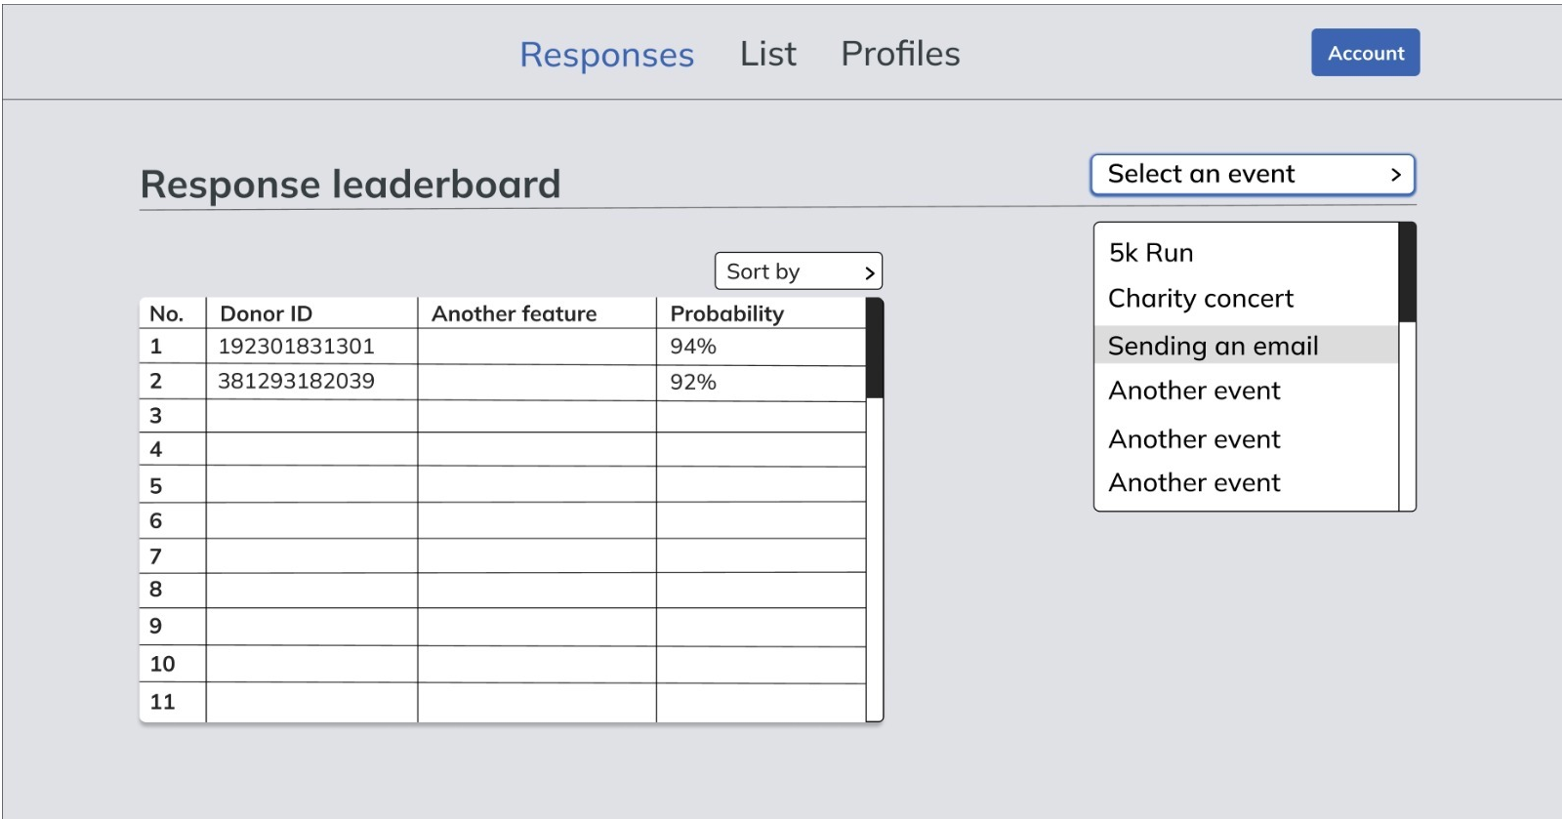 Responses List Profiles Account
Response leaderboard
Select an event >
5k Run
Charity concert
Sending an email
Another event
Another event
Another event
Sort by >
No. Donor ID Another feature Probability
1 192301831301 94%
2 381293182039 92%
3
4
5
6
7
8
9
10
11